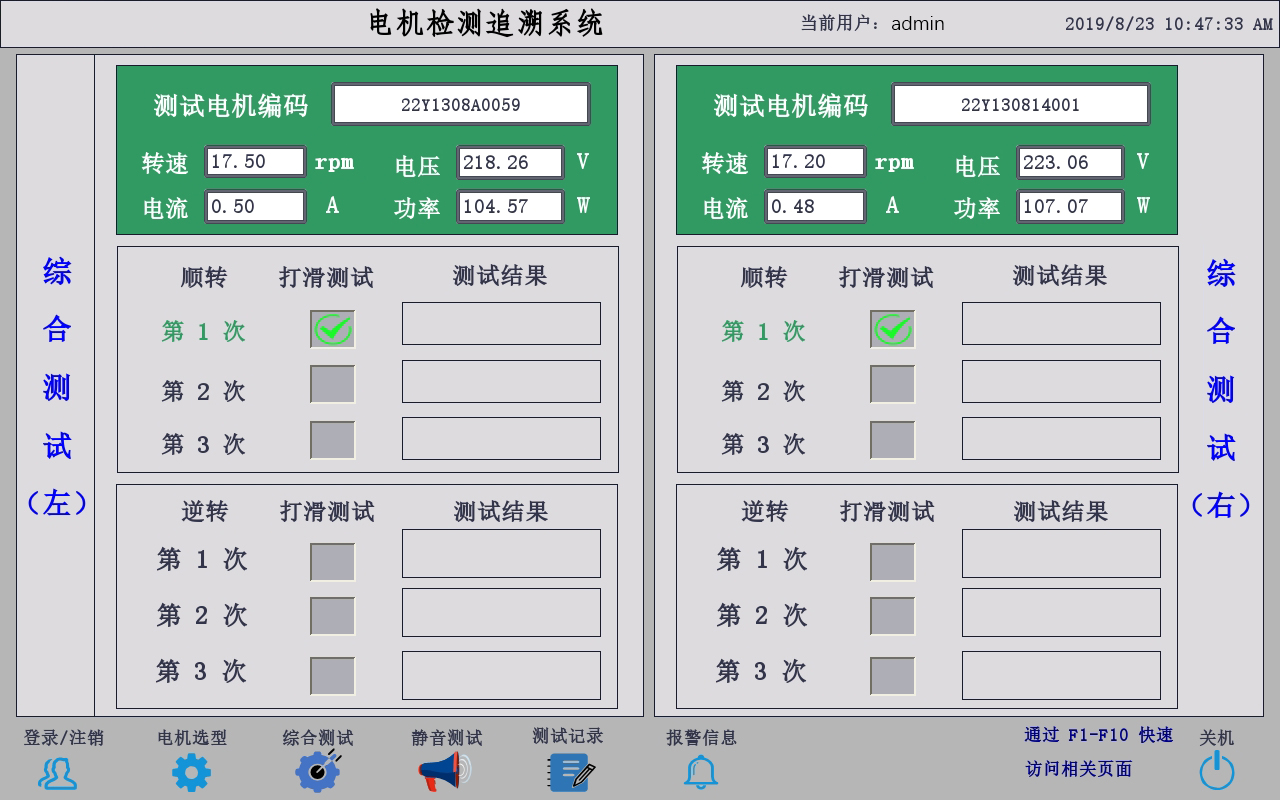 电机检测追溯系统
当前用户: admin
2019/8/23 10:47:33 AM
综合测试（左）
测试电机编码 22Y1308A0059
转速 17.50 rpm 电压 218.26 V
电流 0.50 A 功率 104.57 W
顺转 打滑测试 测试结果
第 1 次
第 2 次
第 3 次
逆转 打滑测试 测试结果
第 1 次
第 2 次
第 3 次
测试电机编码 22Y130814001
转速 17.20 rpm 电压 223.06 V
电流 0.48 A 功率 107.07 W
顺转 打滑测试 测试结果
第 1 次
第 2 次
第 3 次
逆转 打滑测试 测试结果
第 1 次
第 2 次
第 3 次
综合测试（右）
登录/注销 电机选型 综合测试 静音测试 测试记录 报警信息
通过 F1-F10 快速
访问相关页面
关机